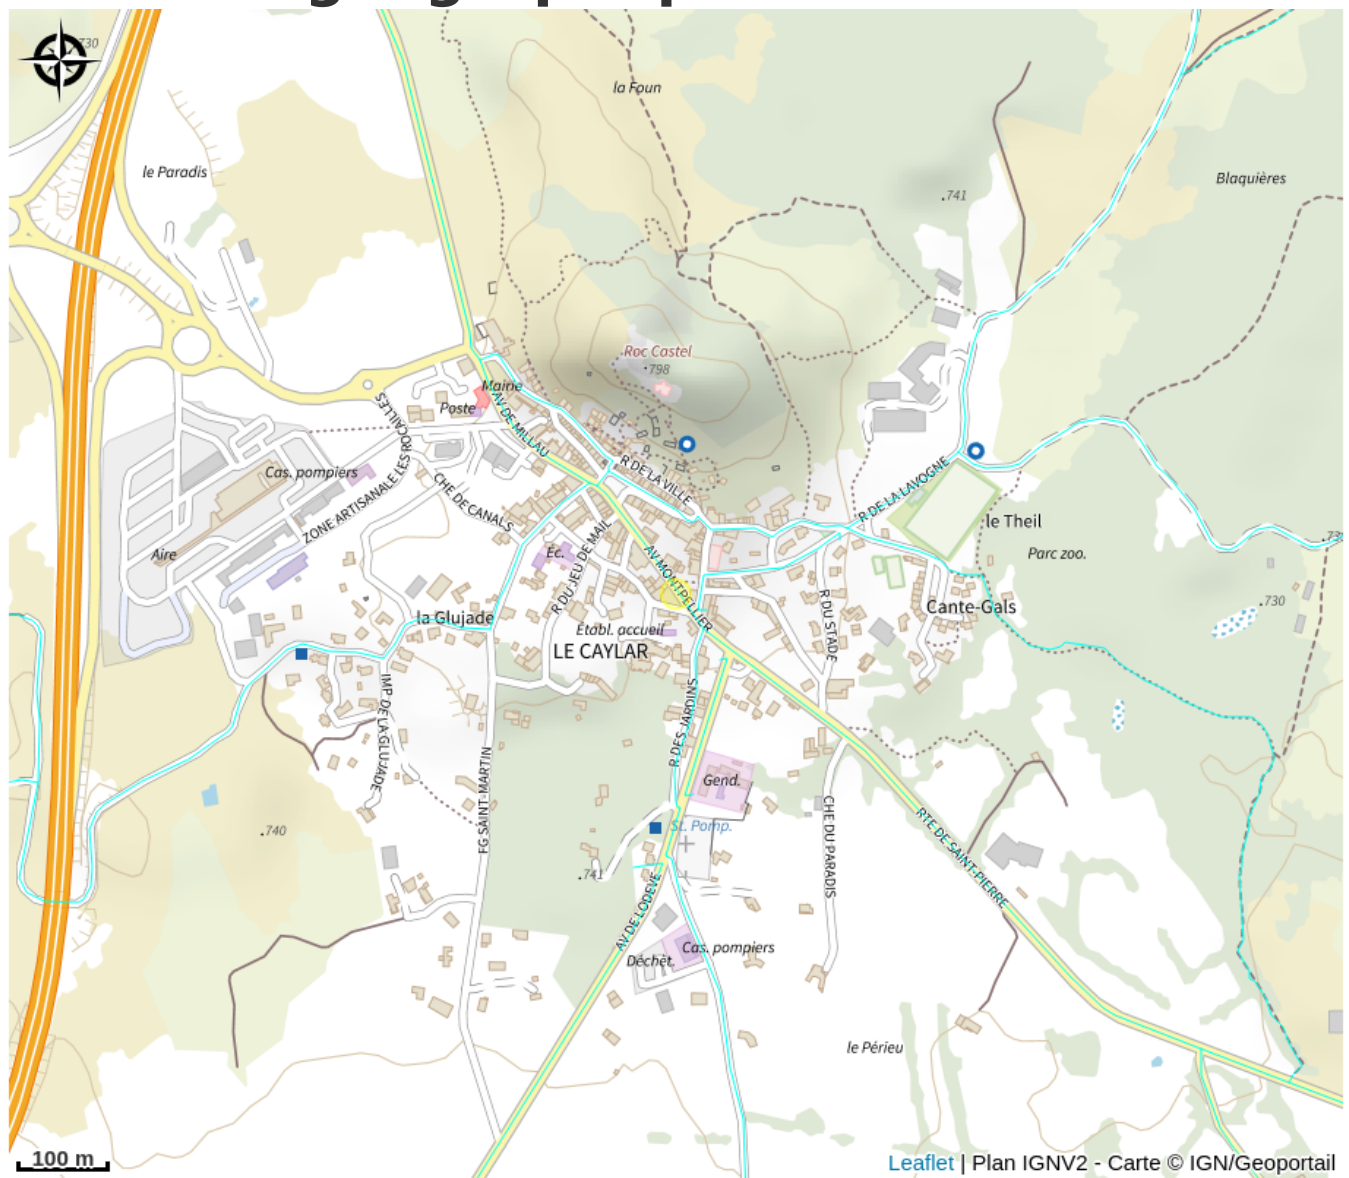 730
la Foun
le Paradis
Blaquières
741
Roc Castel
798
Mairie
Poste
AV DE MILLAU
ZONE ARTISANALE LES ROCAILLES
Cas. pompiers
R DE LA VILLE
CHE DE CANALS
R DE LA LAVOGNE
le Theil
Aire
Ec.
R DU JEU DE MAIL
AV MONTPELLIER
Parc zoo.
730
la Glujade
Cante-Gals
R DU STADE
Établ. accueil
LE CAYLAR
IMP DE LA GLUJADE
R DES JARDINS
FG SAINT-MARTIN
Gend.
740
St. Pomp.
CHE DU PARADIS
RTE DE SAINT-PIERRE
741
AV DE LODEVE
Cas. pompiers
Déchèt.
le Périeu
100 m
Leaflet | Plan IGNV2 - Carte © IGN/Geoportail